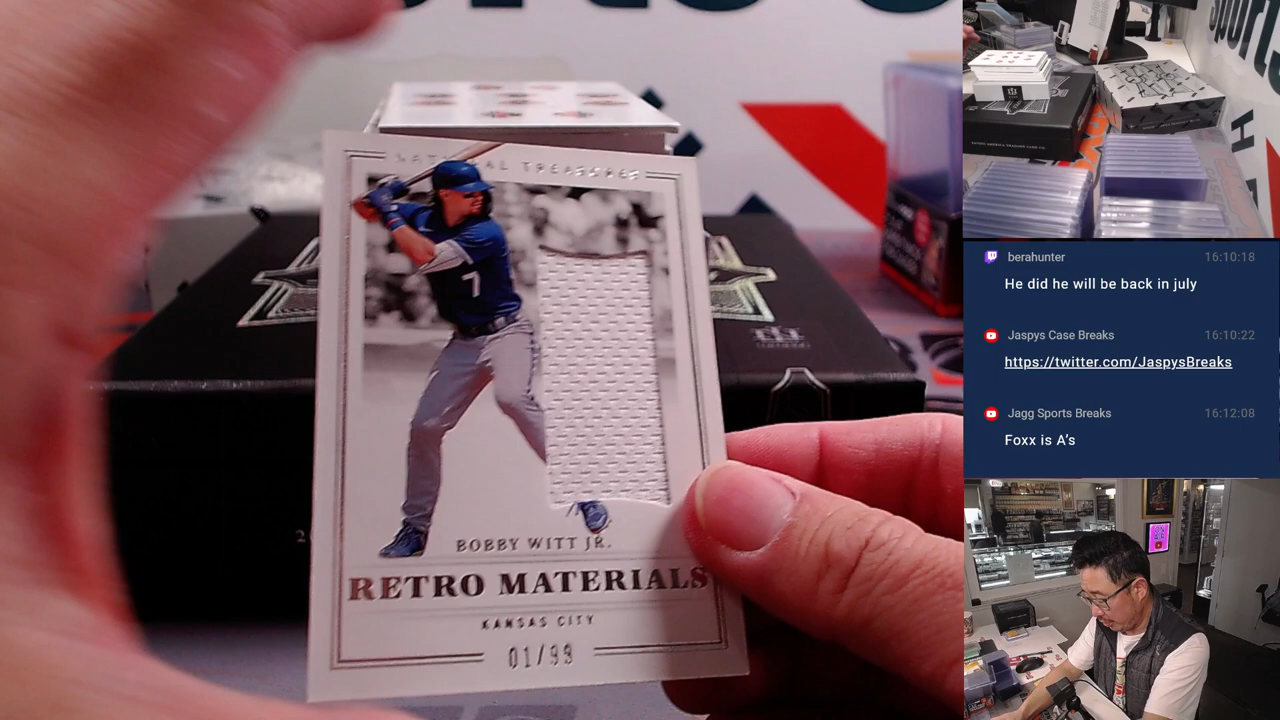 NATIONAL TREASURES
7
BOBBY WITT JR.
RETRO MATERIALS
KANSAS CITY
01/99
berahunter 16:10:18
He did he will be back in july
Jaspys Case Breaks 16:10:22
https://twitter.com/JaspysBreaks
Jagg Sports Breaks 16:12:08
Foxx is A's